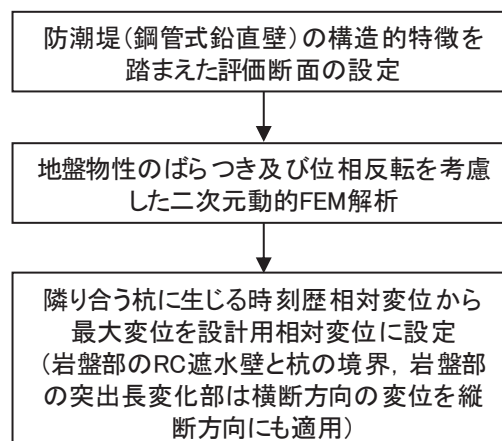 防潮堤(鋼管式鉛直壁)の構造的特徴を
踏まえた評価断面の設定
地盤物性のばらつき及び位相反転を考慮
した二次元動的FEM解析
隣り合う杭に生じる時刻歴相対変位から
最大変位を設計用相対変位に設定
(岩盤部のRC遮水壁と杭の境界，岩盤部
の突出長変化部は横断方向の変位を縦
断方向にも適用)